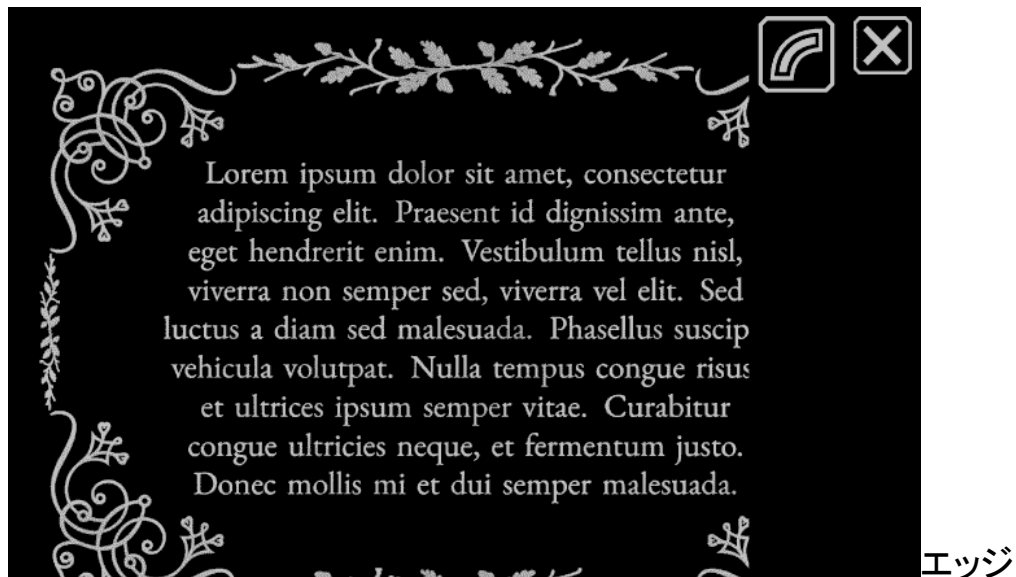 Lorem ipsum dolor sit amet, consectetur
adipiscing elit. Praesent id dignissim ante,
eget hendrerit enim. Vestibulum tellus nisl,
viverra non semper sed, viverra vel elit. Sed
luctus a diam sed malesuada. Phasellus suscip
vehicula volutpat. Nulla tempus congue risus
et ultrices ipsum semper vitae. Curabitur
congue ultricies neque, et fermentum justo.
Donec mollis mi et dui semper malesuada.
エッジ